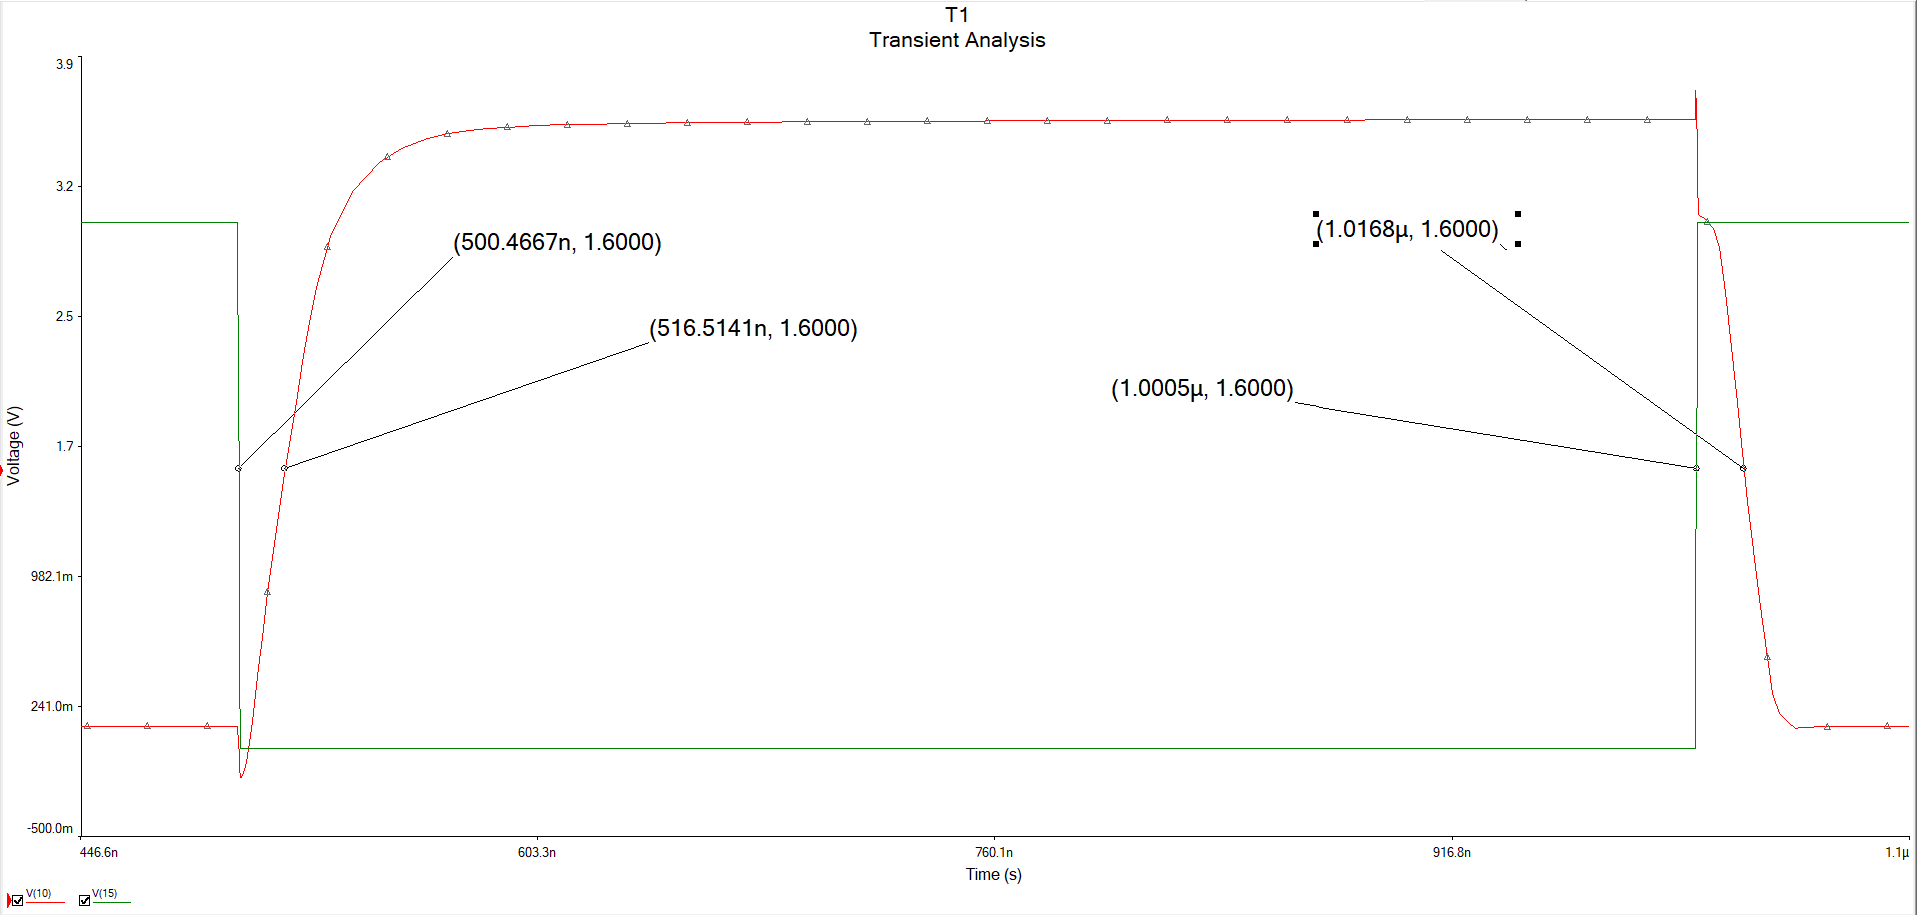 T1
Transient Analysis
3.9
3.2
2.5
1.7
982.1m
241.0m
-500.0m
Voltage (V)
(500.4667n, 1.6000)
(516.5141n, 1.6000)
(1.0168µ, 1.6000)
(1.0005µ, 1.6000)
446.6n 603.3n 760.1n 916.8n 1.1µ
Time (s)
V(10) V(15)